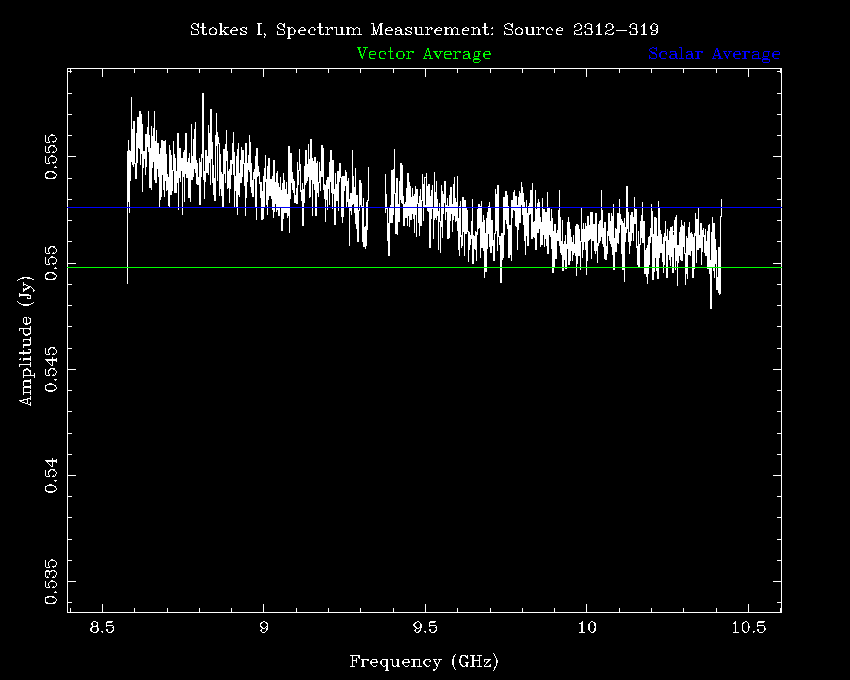 Stokes I, Spectrum Measurement: Source 2312-319
Vector Average
Scalar Average
0.555
0.55
0.545
0.54
0.535
Amplitude (Jy)
8.5 9 9.5 10 10.5
Frequency (GHz)